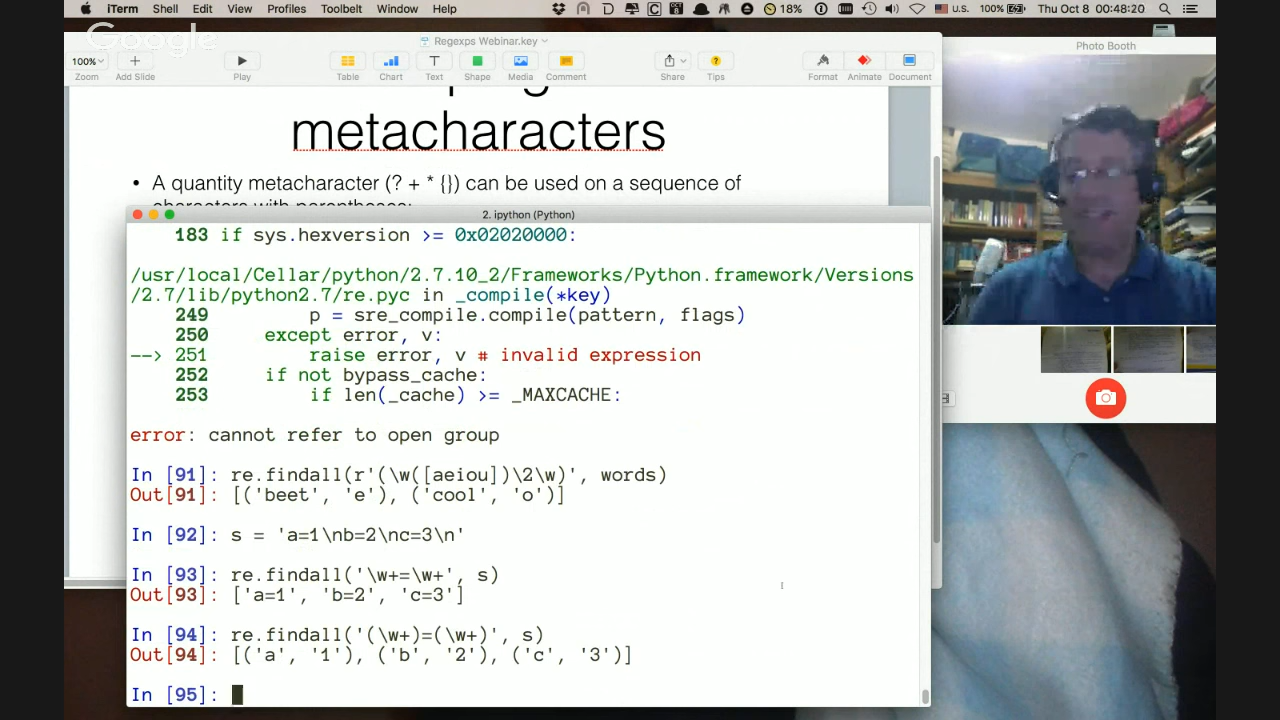 iTerm Shell Edit View Profiles Toolbelt Window Help 18% U.S. 100% Thu Oct 8 00:48:20
Google
Regexps Webinar.key
Photo Booth
100%
Zoom Add Slide Play Table Chart Text Shape Media Comment Share Tips Format Animate Document
metacharacters
• A quantity metacharacter (? + * {}) can be used on a sequence of
characters with parentheses:
2. ipython (Python)
183 if sys.hexversion >= 0x02020000:
/usr/local/Cellar/python/2.7.10_2/Frameworks/Python.framework/Versions
/2.7/lib/python2.7/re.pyc in _compile(*key)
249 p = sre_compile.compile(pattern, flags)
250 except error, v:
--> 251 raise error, v # invalid expression
252 if not bypass_cache:
253 if len(_cache) >= _MAXCACHE:
error: cannot refer to open group
In [91]: re.findall(r'(\w([aeiou])\2\w)', words)
Out[91]: [('beet', 'e'), ('cool', 'o')]
In [92]: s = 'a=1\nb=2\nc=3\n'
In [93]: re.findall('\w+=\w+', s)
Out[93]: ['a=1', 'b=2', 'c=3']
In [94]: re.findall('(\w+)=(\w+)', s)
Out[94]: [('a', '1'), ('b', '2'), ('c', '3')]
In [95]: